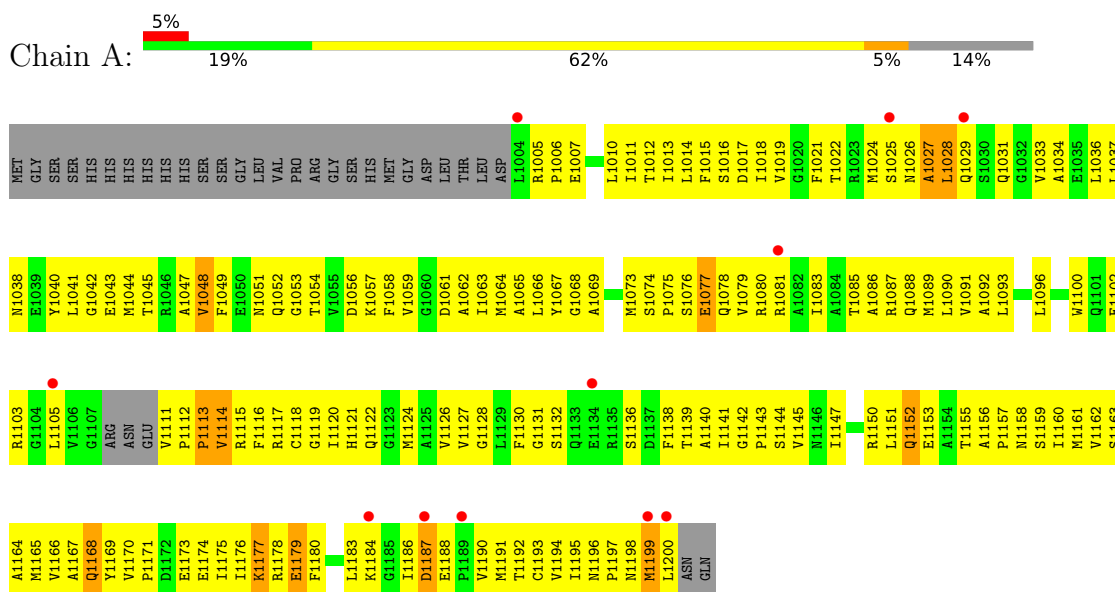 5%
Chain A:
19% 62% 5% 14%
MET GLY SER SER HIS HIS HIS HIS HIS HIS SER SER GLY LEU VAL PRO ARG GLY SER HIS MET GLY ASP LEU THR LEU ASP L1004 R1005 P1006 E1007 L1010 I1011 T1012 I1013 L1014 F1015 S1016 D1017 I1018 V1019 G1020 F1021 T1022 R1023 M1024 S1025 N1026 A1027 L1028 Q1029 S1030 Q1031 G1032 V1033 A1034 E1035 L1036 L1037
N1038 E1039 Y1040 L1041 G1042 E1043 M1044 T1045 R1046 A1047 V1048 F1049 E1050 N1051 Q1052 G1053 T1054 V1055 D1056 K1057 F1058 V1059 G1060 D1061 A1062 I1063 M1064 A1065 L1066 Y1067 G1068 A1069 M1073 S1074 P1075 S1076 E1077 Q1078 V1079 R1080 R1081 A1082 I1083 A1084 T1085 A1086 R1087 Q1088 M1089 L1090 V1091 A1092 L1093 L1096 W1100 Q1101 E1102
R1103 G1104 L1105 V1106 G1107 ARG ASN GLU V1111 P1112 P1113 V1114 R1115 F1116 R1117 C1118 G1119 I1120 H1121 Q1122 G1123 M1124 A1125 V1126 V1127 G1128 L1129 F1130 G1131 S1132 Q1133 E1134 R1135 S1136 D1137 F1138 T1139 A1140 I1141 G1142 P1143 S1144 V1145 N1146 I1147 R1150 L1151 Q1152 E1153 A1154 T1155 A1156 P1157 N1158 S1159 I1160 M1161 V1162 S1163
A1164 M1165 V1166 A1167 Q1168 Y1169 V1170 P1171 D1172 E1173 E1174 I1175 I1176 K1177 R1178 E1179 F1180 L1183 K1184 G1185 I1186 D1187 E1188 P1189 V1190 M1191 T1192 C1193 V1194 I1195 N1196 P1197 N1198 M1199 L1200 ASN GLN